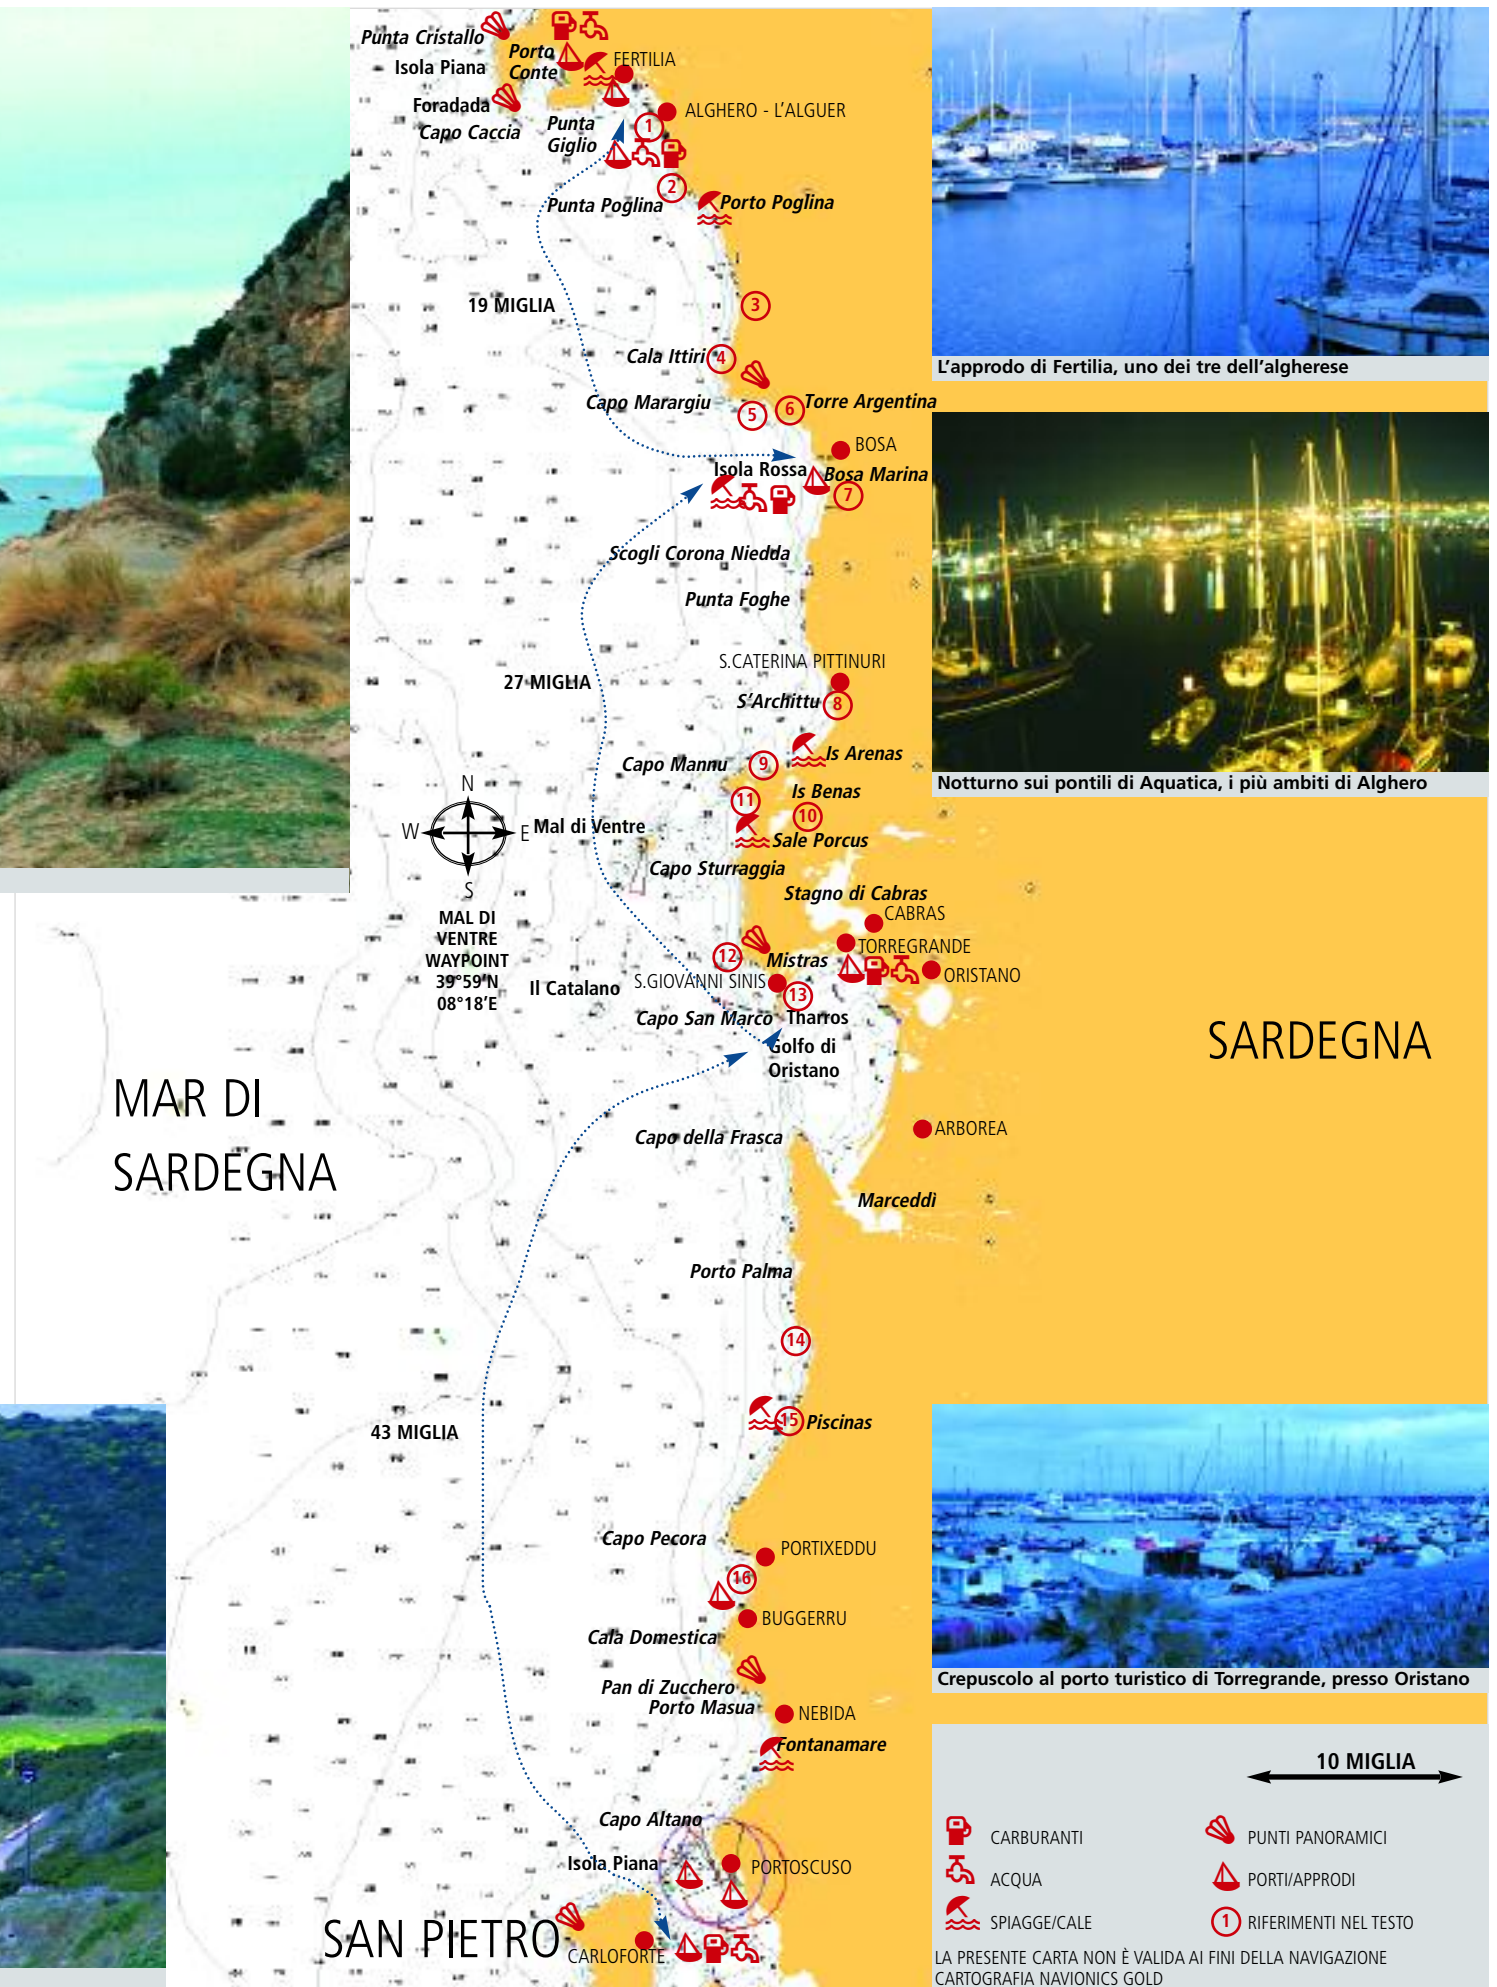 Punta Cristallo
Isola Piana
Porto
Conte
FERTILIA
Foradada
Capo Caccia
Punta
Giglio
ALGHERO - L'ALGUER
1
2
Punta Poglina
Porto Poglina
19 MIGLIA
3
Cala Ittiri
4
Capo Marargiu
5
6
Torre Argentina
BOSA
Isola Rossa
Bosa Marina
7
Scogli Corona Niedda
Punta Foghe
S.CATERINA PITTINURI
27 MIGLIA
S'Archittu
8
Is Arenas
Capo Mannu
9
Is Benas
11
10
N
W
E
S
Mal di Ventre
Sale Porcus
Capo Sturraggia
Stagno di Cabras
CABRAS
MAL DI
VENTRE
WAYPOINT
39°59'N
08°18'E
TORREGRANDE
12
Mistras
ORISTANO
Il Catalano
S.GIOVANNI SINIS
13
Capo San Marco
Tharros
Golfo di
Oristano
MAR DI
SARDEGNA
SARDEGNA
Capo della Frasca
ARBOREA
Marceddì
Porto Palma
14
15
Piscinas
43 MIGLIA
Capo Pecora
PORTIXEDDU
16
BUGGERRU
Cala Domestica
Pan di Zucchero
Porto Masua
NEBIDA
Fontanamare
Capo Altano
Isola Piana
PORTOSCUSO
SAN PIETRO
CARLOFORTE
L'approdo di Fertilia, uno dei tre dell'algherese
Notturno sui pontili di Aquatica, i più ambiti di Alghero
Crepuscolo al porto turistico di Torregrande, presso Oristano
10 MIGLIA
CARBURANTI
PUNTI PANORAMICI
ACQUA
PORTI/APPRODI
SPIAGGE/CALE
1 RIFERIMENTI NEL TESTO
LA PRESENTE CARTA NON È VALIDA AI FINI DELLA NAVIGAZIONE
CARTOGRAFIA NAVIONICS GOLD